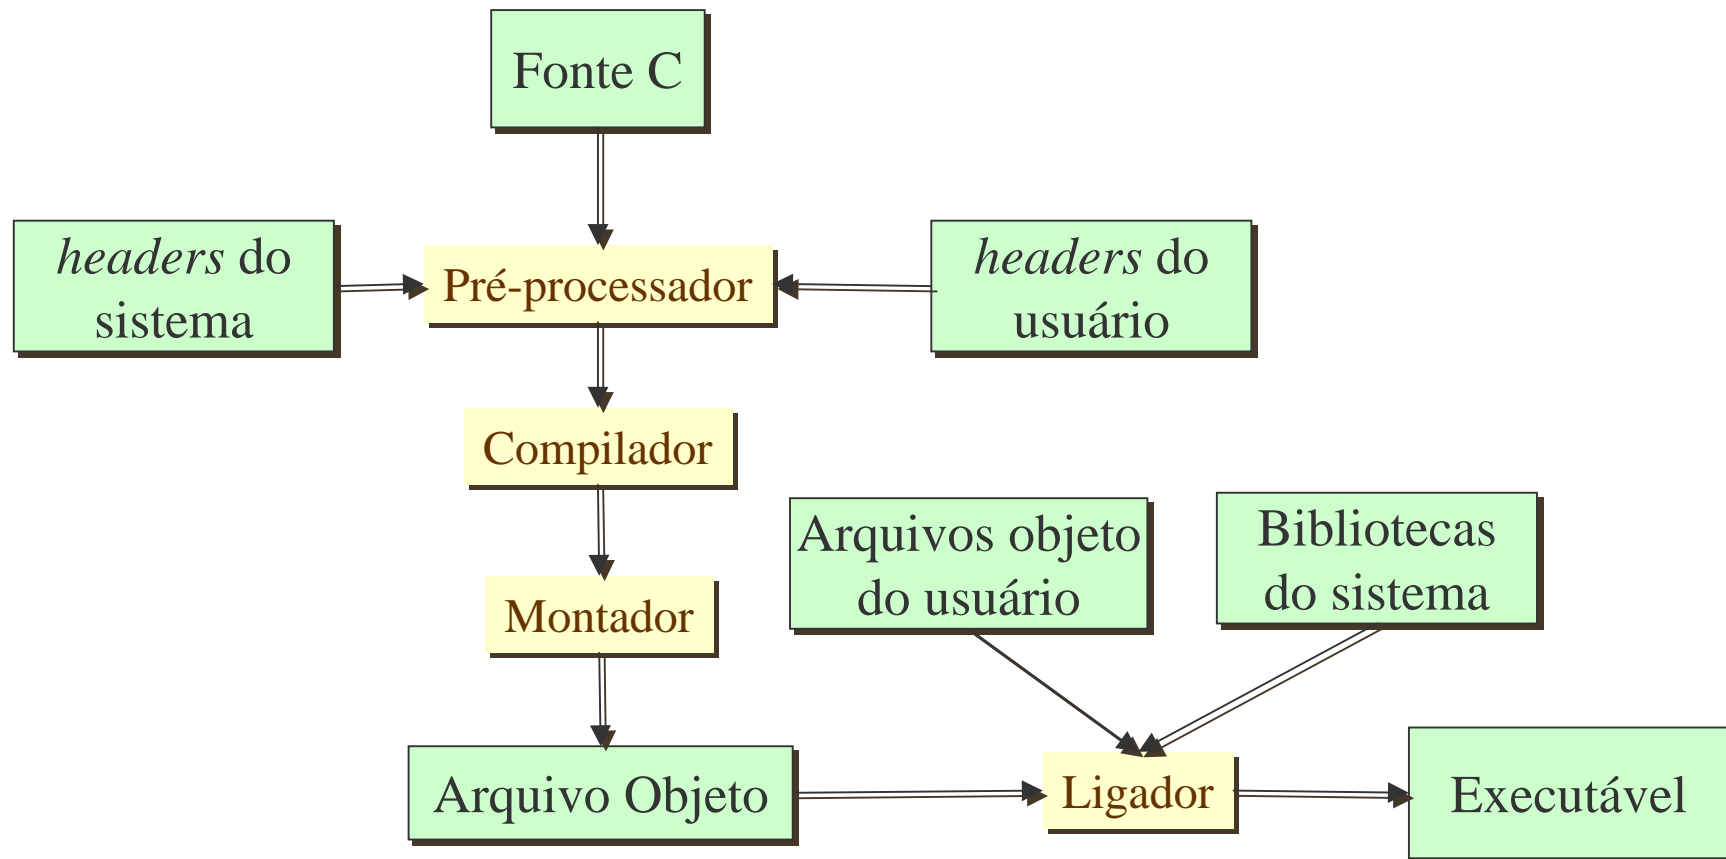 Fonte C
headers do
sistema
Pré-processador
headers do
usuário
Compilador
Arquivos objeto
do usuário
Bibliotecas
do sistema
Montador
Arquivo Objeto
Ligador
Executável